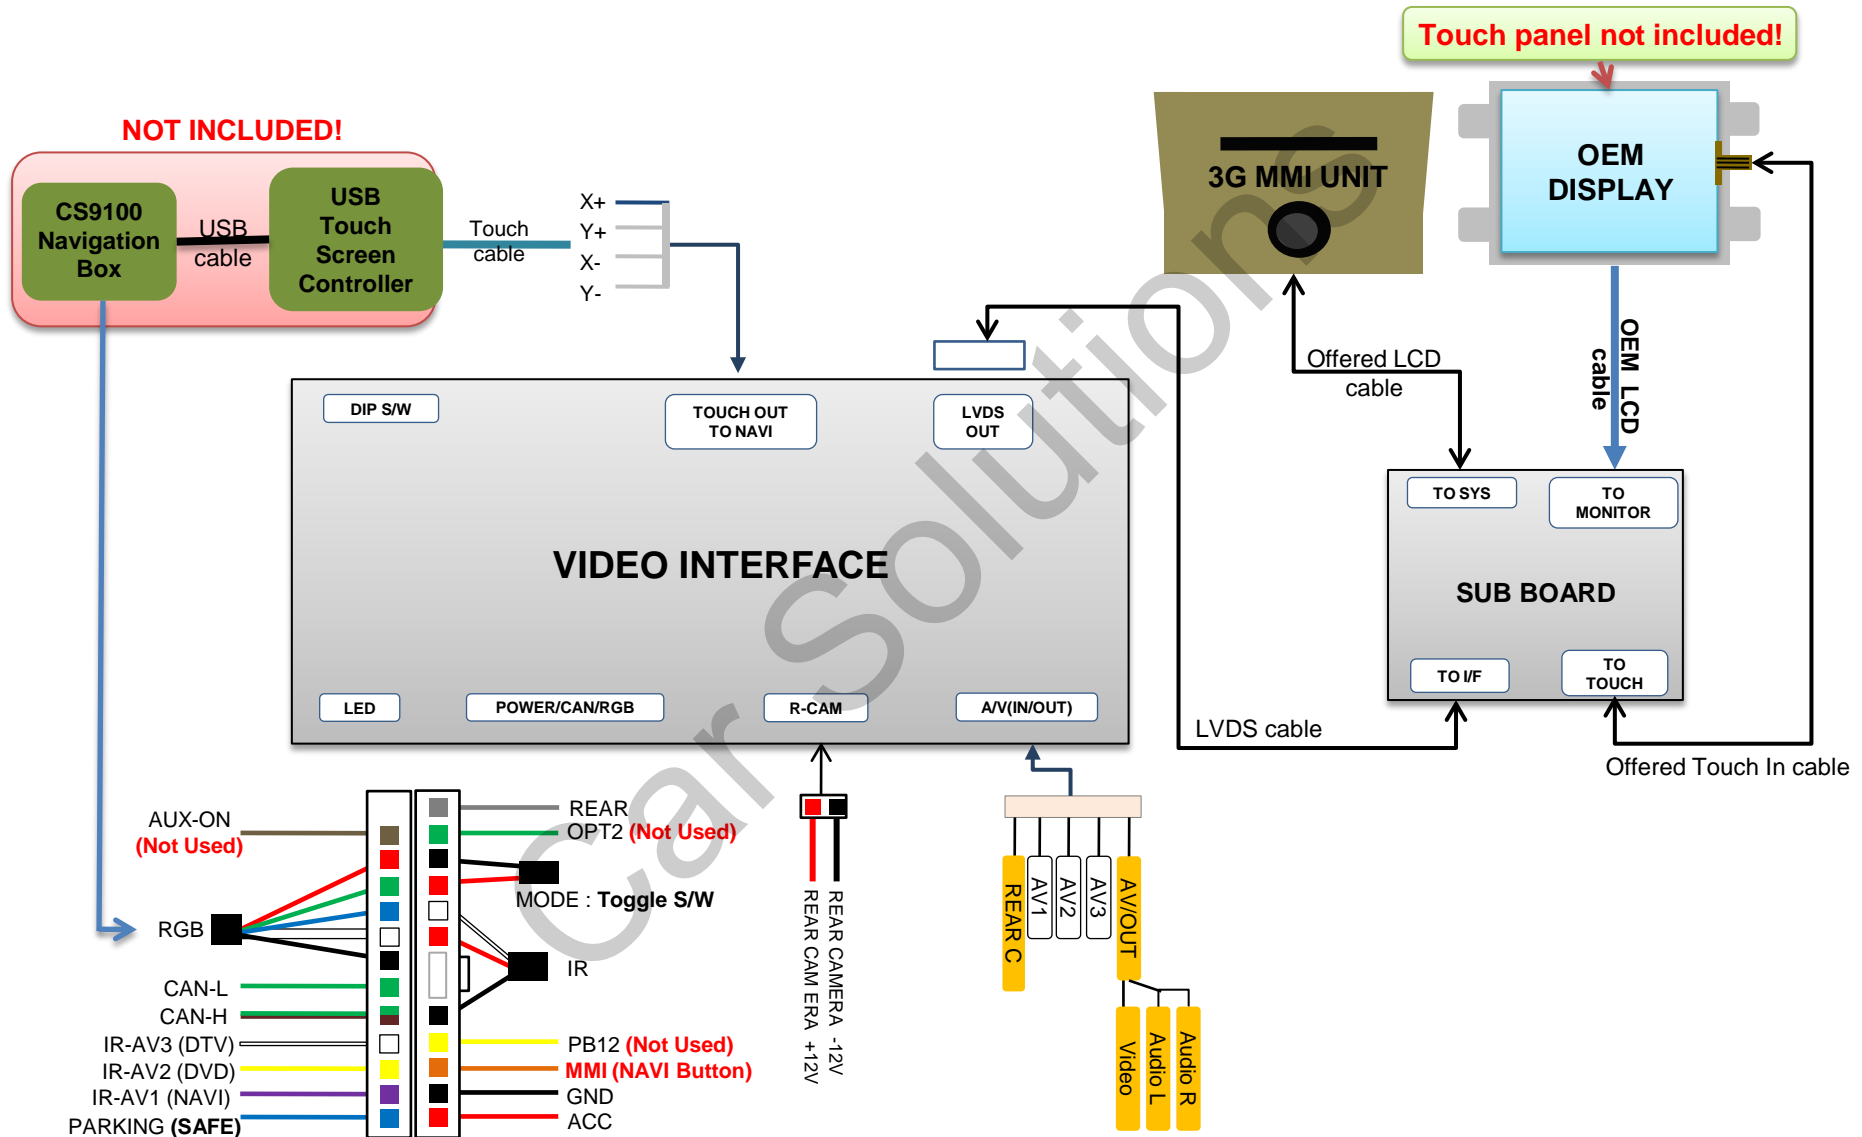 Touch panel not included!
NOT INCLUDED!
CS9100
Navigation
Box
USB
cable
USB
Touch
Screen
Controller
Touch
cable
X+
Y+
X-
Y-
3G MMI UNIT
OEM
DISPLAY
Offered LCD
cable
OEM LCD
cable
DIP S/W
TOUCH OUT
TO NAVI
LVDS
OUT
VIDEO INTERFACE
LED
POWER/CAN/RGB
R-CAM
A/V(IN/OUT)
TO SYS
TO
MONITOR
SUB BOARD
TO I/F
TO
TOUCH
LVDS cable
Offered Touch In cable
AUX-ON
(Not Used)
RGB
CAN-L
CAN-H
IR-AV3 (DTV)
IR-AV2 (DVD)
IR-AV1 (NAVI)
PARKING (SAFE)
REAR
OPT2 (Not Used)
MODE : Toggle S/W
IR
PB12 (Not Used)
MMI (NAVI Button)
GND
ACC
REAR CAM ERA +12V
REAR CAMERA -12V
REAR C
AV1
AV2
AV3
AV/OUT
Video
Audio L
Audio R
Car Solutions